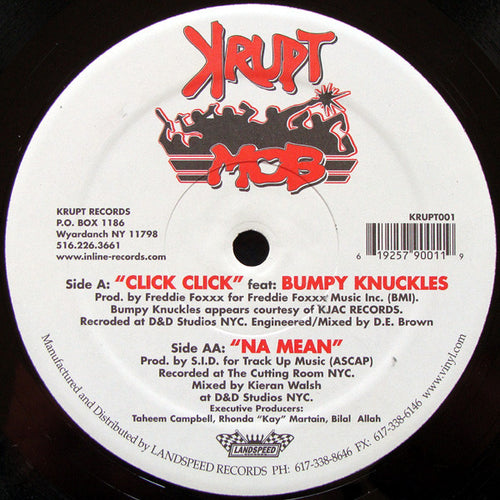 KRUPT
MOB
KRUPT RECORDS
P.O. BOX 1186
Wyardanch NY 11798
516.226.3661
www.inline-records.com
KRUPT001
6 19257 90011 9
Side A: "CLICK CLICK" feat: BUMPY KNUCKLES
Prod. by Freddie Foxxx for Freddie Foxxx Music Inc. (BMI).
Bumpy Knuckles appears courtesy of KJAC RECORDS.
Recroded at D&D Studios NYC. Engineered/Mixed by D.E. Brown
Side AA: "NA MEAN"
Prod. by S.I.D. for Track Up Music (ASCAP)
Recorded at The Cutting Room NYC.
Mixed by Kieran Walsh
at D&D Studios NYC.
Executive Producers:
Taheem Campbell, Rhonda "Kay" Martain, Bilal Allah
LANDSPEED
Manufactured and Distributed by LANDSPEED RECORDS PH: 617-338-8646 FX: 617-338-6146 www.vinyl.com